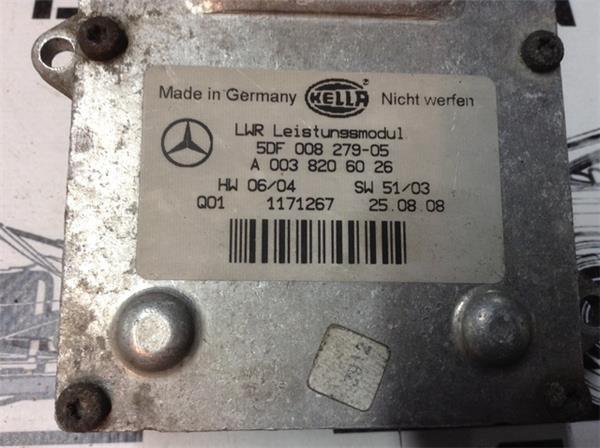 Made in Germany HELLA ® Nicht werfen
LWR Leistungsmodul
5DF 008 279-05
A 003 820 60 26
HW 06/04 SW 51/03
Q01 1171267 25.08.08